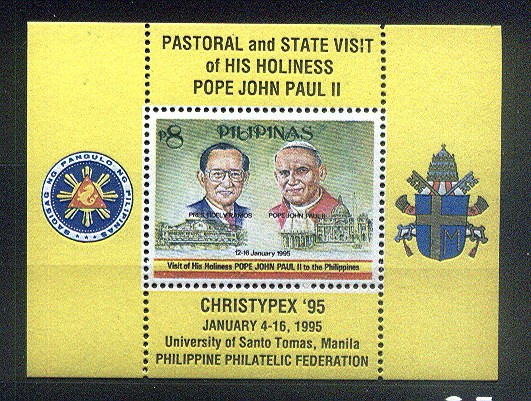 PASTORAL and STATE VISIT
of HIS HOLINESS
POPE JOHN PAUL II
P8 PILIPINAS
SAGISAG NG PANGULO NG PILIPINAS
PRES. FIDEL V. RAMOS
POPE JOHN PAUL II
12-16 January 1995
Visit of His Holiness POPE JOHN PAUL II to the Philippines
M
CHRISTYPEX '95
JANUARY 4-16, 1995
University of Santo Tomas, Manila
PHILIPPINE PHILATELIC FEDERATION